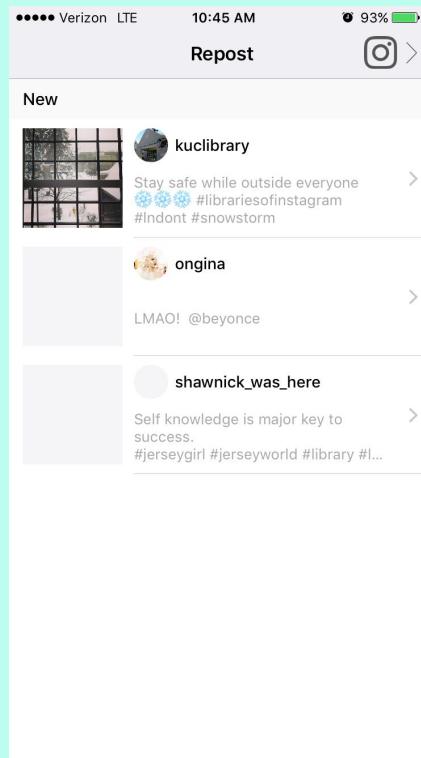 ●●●●● Verizon LTE 10:45 AM 93%
Repost
New
kuclibrary
Stay safe while outside everyone
❄️❄️❄️ #librariesofinstagram
#lndont #snowstorm
ongina
LMAO! @beyonce
shawnick_was_here
Self knowledge is major key to
success.
#jerseygirl #jerseyworld #library #l...